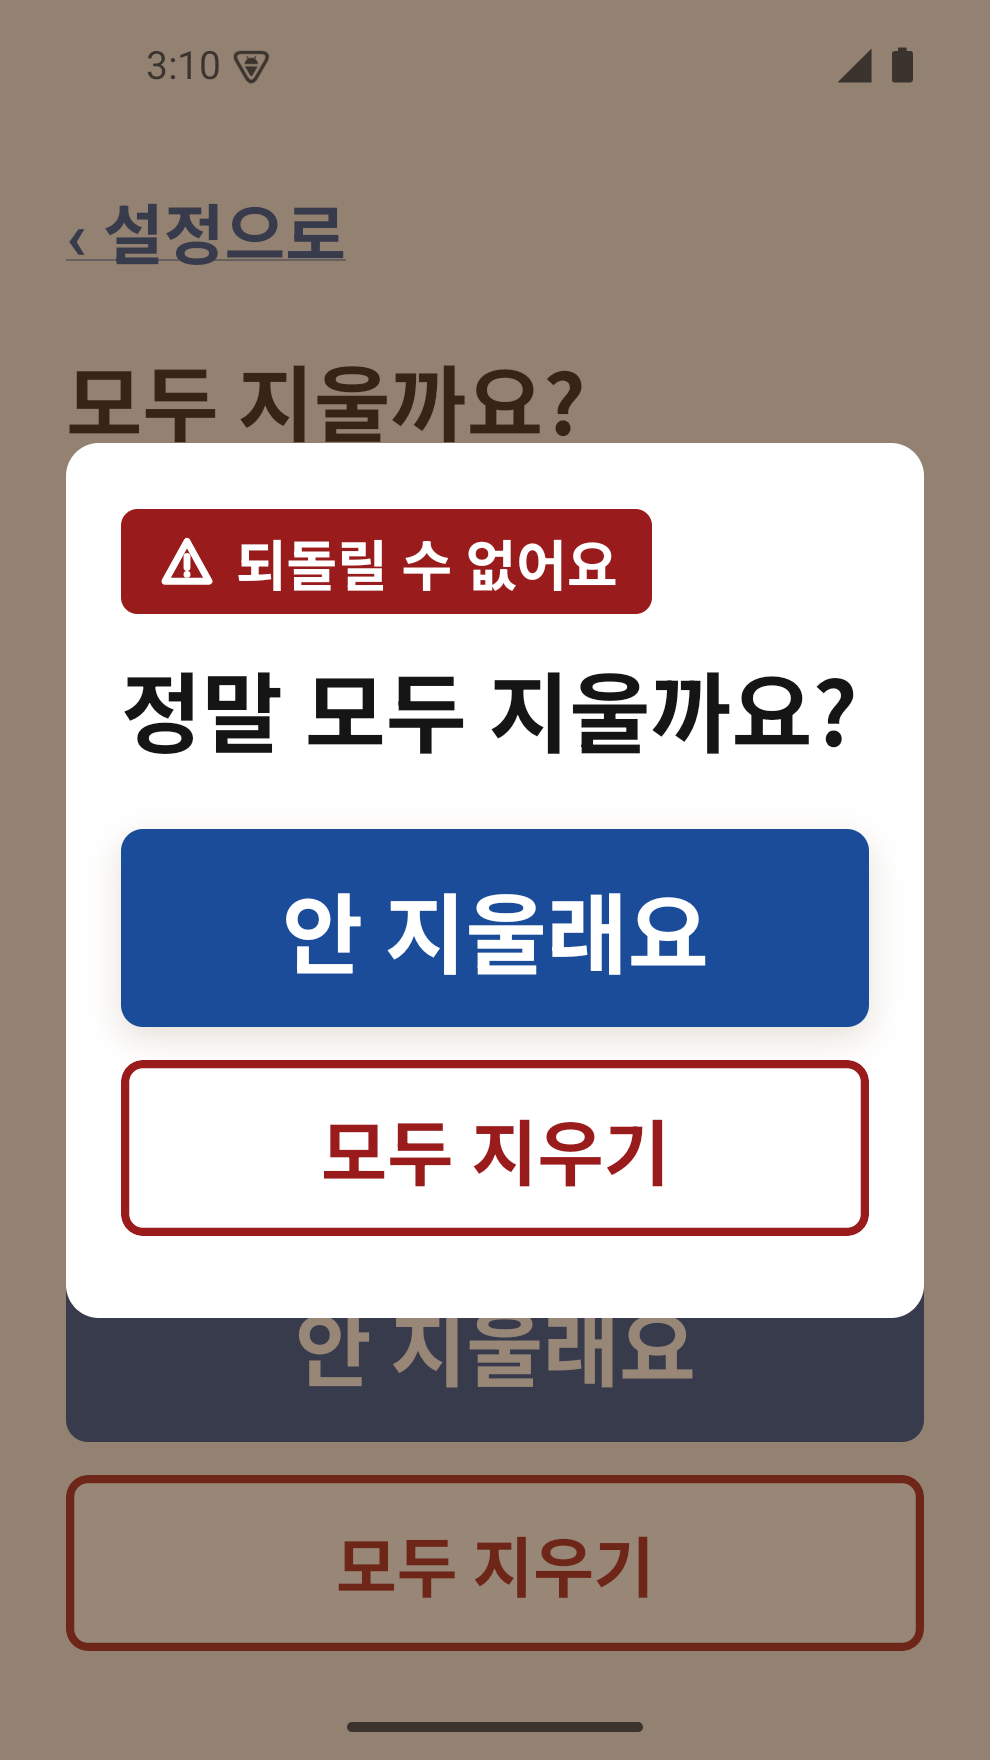 3:10
‹ 설정으로
모두 지울까요?
되돌릴 수 없어요
정말 모두 지울까요?
안 지울래요
모두 지우기
안 지울래요
모두 지우기